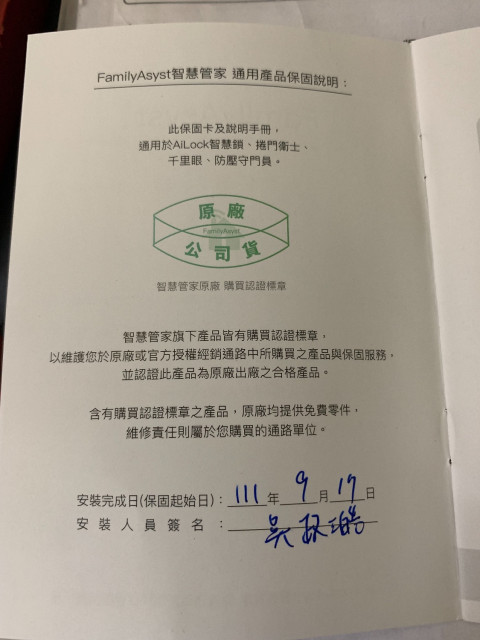 FamilyAsyst智慧管家 通用產品保固說明：
此保固卡及說明手冊，
適用於AiLock智慧鎖、捲門衛士、
千里眼、防壓守門員。
原廠
FamilyAsyst
公司貨
智慧管家原廠 購買認證標章
智慧管家旗下產品皆有購買認證標章，
以維護您於原廠或官方授權經銷通路中所購買之產品與保固服務，
並認證此產品為原廠出廠之合格產品。
含有購買認證標章之產品，原廠均提供免費零件，
維修責任則屬於您購買的通路單位。
安裝完成日(保固起始日)：111年9月17日
安裝人員簽名：吳